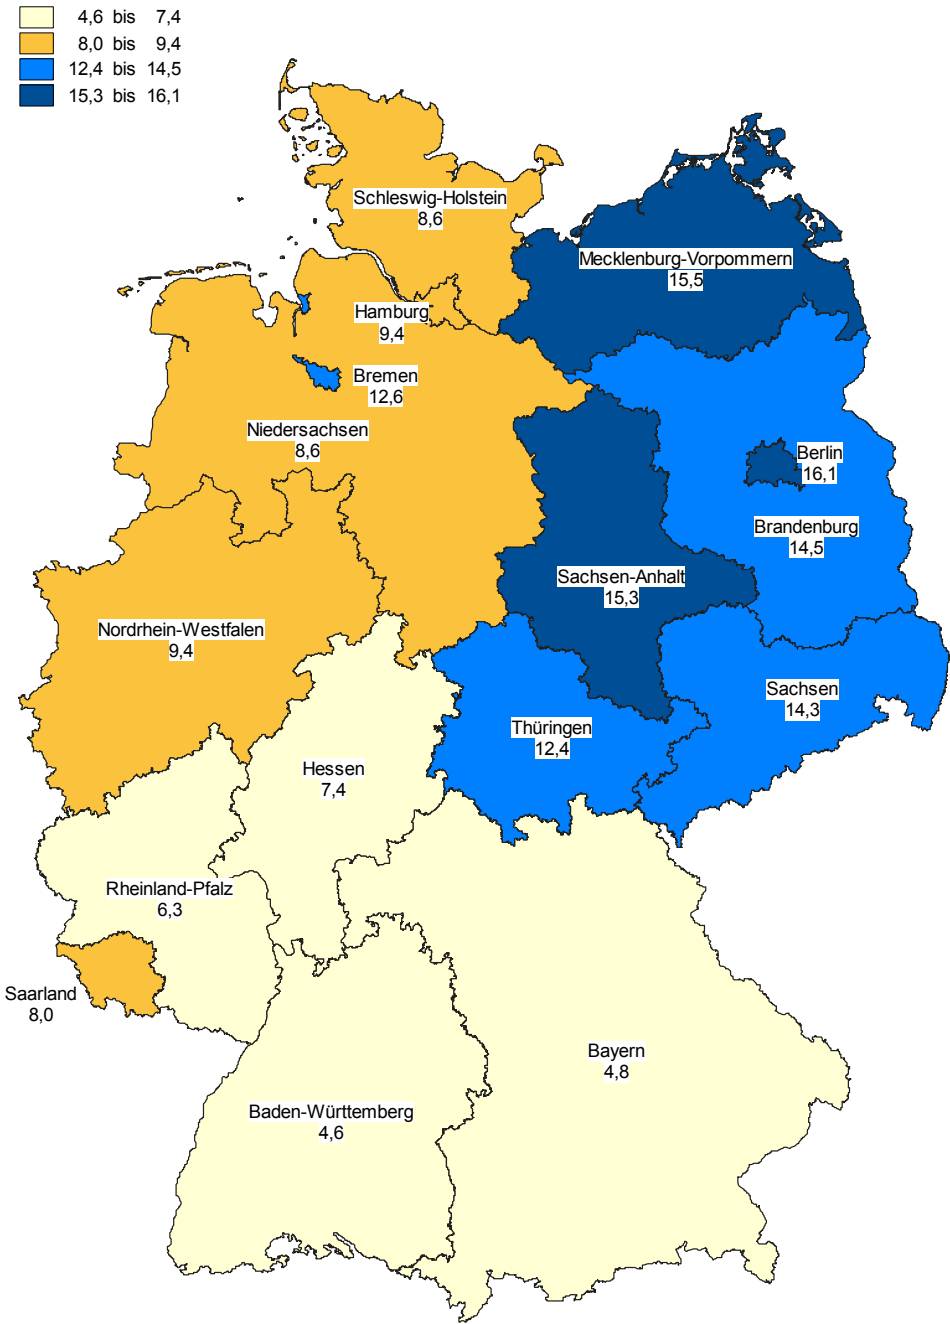 4,6 bis 7,4
8,0 bis 9,4
12,4 bis 14,5
15,3 bis 16,1
Schleswig-Holstein
8,6
Mecklenburg-Vorpommern
15,5
Hamburg
9,4
Bremen
12,6
Niedersachsen
8,6
Berlin
16,1
Brandenburg
14,5
Sachsen-Anhalt
15,3
Nordrhein-Westfalen
9,4
Sachsen
14,3
Thüringen
12,4
Hessen
7,4
Rheinland-Pfalz
6,3
Saarland
8,0
Bayern
4,8
Baden-Württemberg
4,6